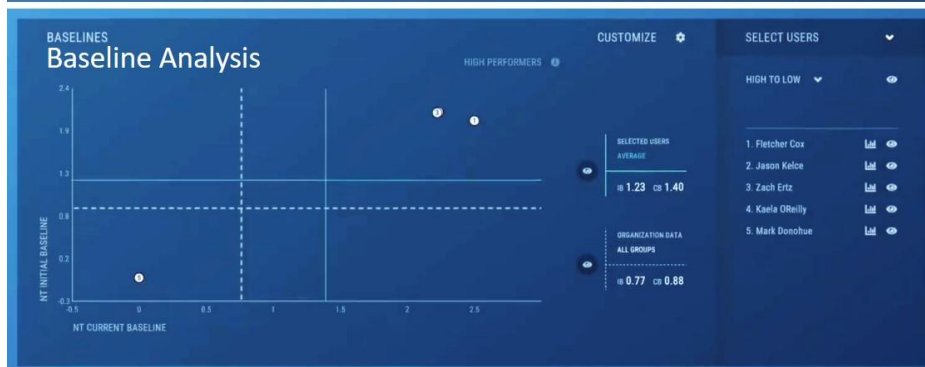 BASELINES
Baseline Analysis
CUSTOMIZE
HIGH PERFORMERS
2.4
1.9
1.3
0.8
0.2
-0.3
-0.5
0
0.5
1
1.5
2
2.5
NT INITIAL BASELINE
NT CURRENT BASELINE
3
1
5
SELECTED USERS
AVERAGE
IB 1.23 CB 1.40
ORGANIZATION DATA
ALL GROUPS
IB 0.77 CB 0.88
SELECT USERS
HIGH TO LOW
1. Fletcher Cox
2. Jason Kelce
3. Zach Ertz
4. Kaela OReilly
5. Mark Donohue